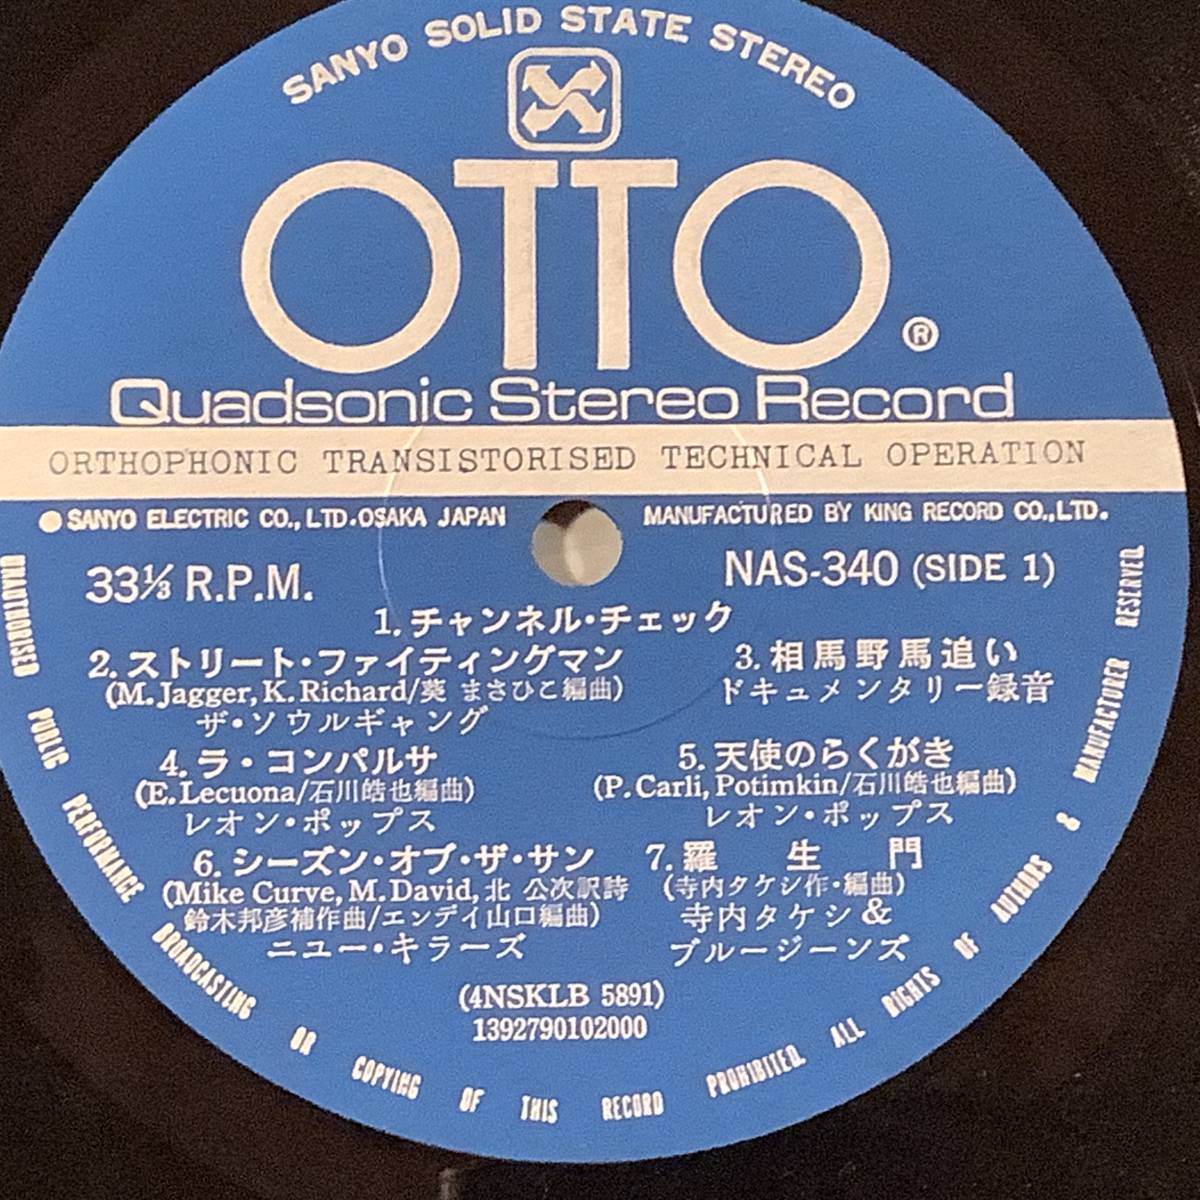 SANYO SOLID STATE STEREO
OTTO®
Quadsonic Stereo Record
ORTHOPHONIC TRANSISTORISED TECHNICAL OPERATION
●SANYO ELECTRIC CO., LTD. OSAKA JAPAN
MANUFACTURED BY KING RECORD CO., LTD.
33⅓ R.P.M.
NAS-340 (SIDE 1)
1. チャンネル・チェック
2. ストリート・ファイティングマン
(M. Jagger, K. Richard/葵 まさひこ編曲)
ザ・ソウルギャング
3. 相馬野馬追い
ドキュメンタリー録音
4. ラ・コンパルサ
(E. Lecuona/石川皓也編曲)
レオン・ポップス
5. 天使のらくがき
(P. Carli, Potimkin/石川皓也編曲)
レオン・ポップス
6. シーズン・オブ・ザ・サン
(Mike Curve, M. David, 北 公次訳詩
鈴木邦彦補作曲/エンデイ山口編曲)
ニユー・キラーズ
7. 羅生門
(寺内タケシ作・編曲)
寺内タケシ&
ブルージーンズ
(4NSKLB 5891)
1392790102000
UNAUTHORISED PUBLIC PERFORMANCE BROADCASTING OR COPYING OF THIS RECORD PROHIBITED. ALL RIGHTS OF AUTHORS & MANUFACTURER RESERVED.